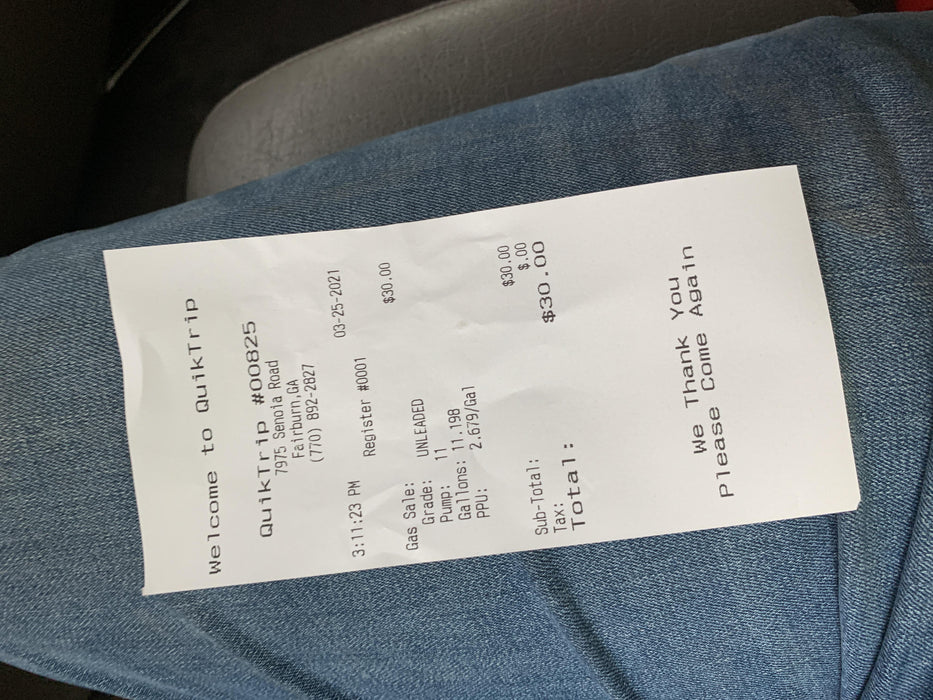 Welcome to QuikTrip
QuikTrip #00825
7975 Senoia Road
Fairburn,GA
(770) 892-2827
3:11:23 PM Register #0001 03-25-2021
Gas Sale: $30.00
Grade: UNLEADED
Pump: 11
Gallons: 11.198
PPU: 2.679/Gal
Sub-Total: $30.00
Tax: $.00
Total: $30.00
We Thank You
Please Come Again